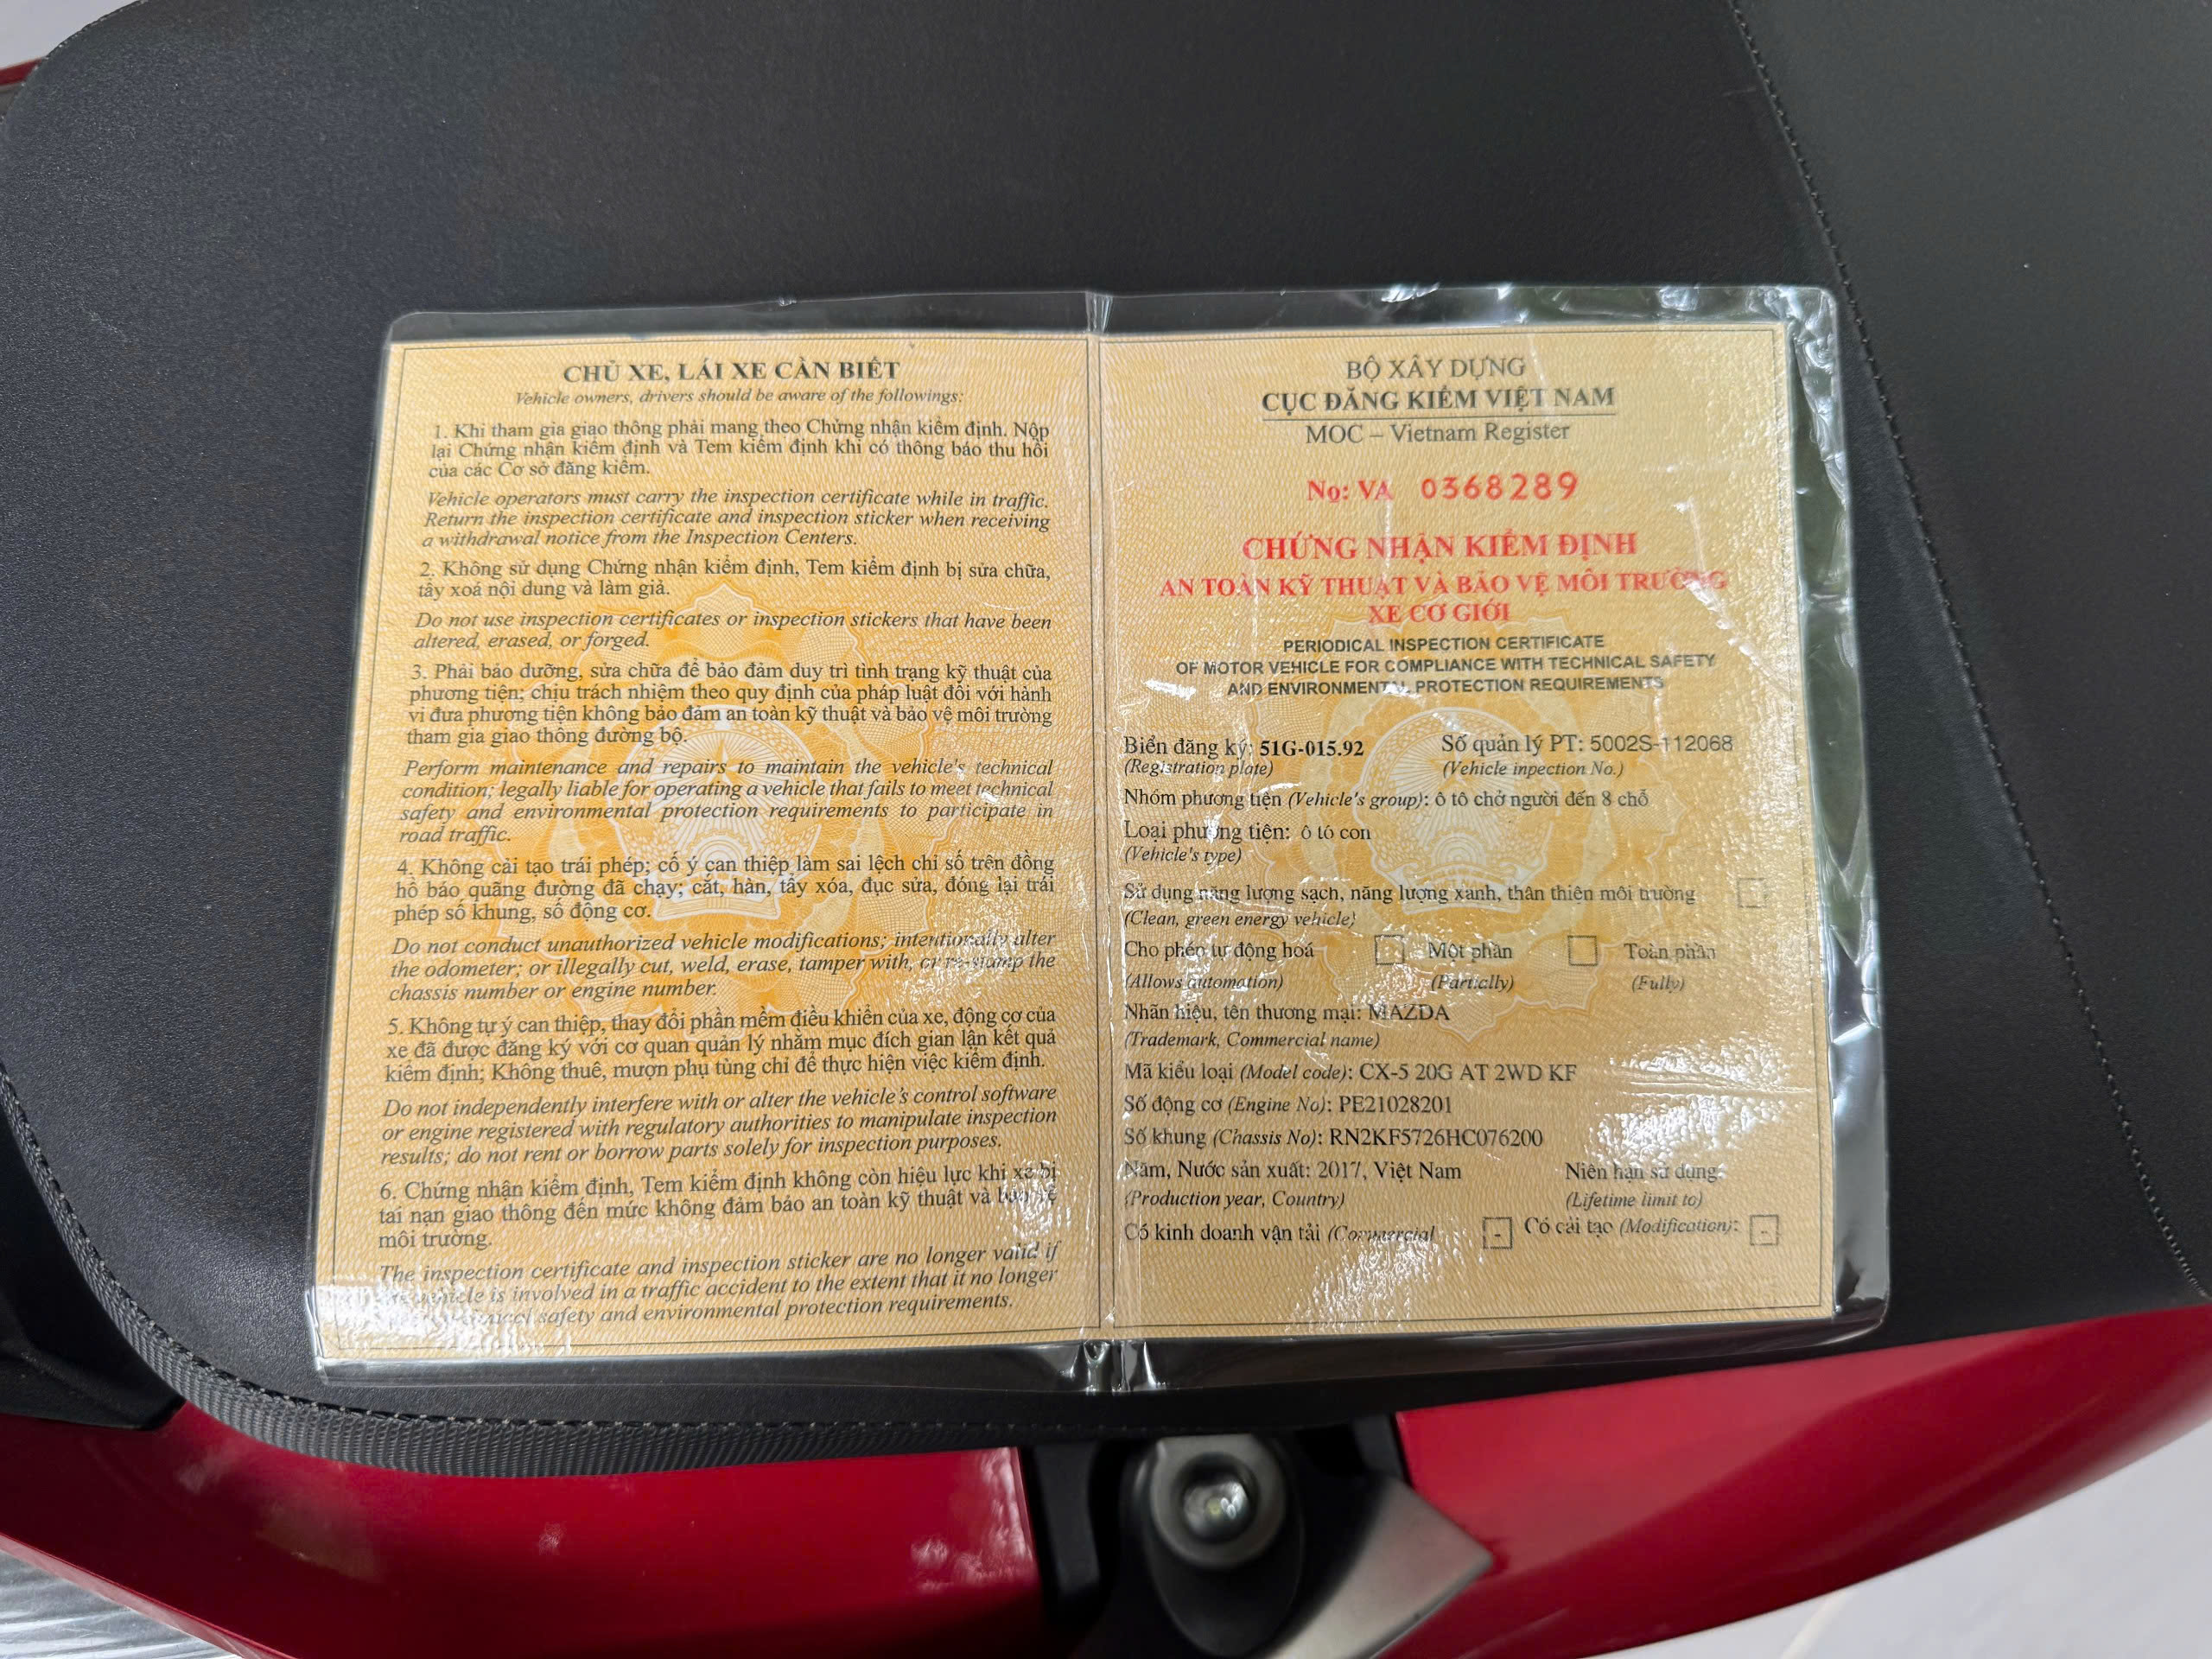 CHỦ XE, LÁI XE CẦN BIẾT
Vehicle owners, drivers should be aware of the followings:
1. Khi tham gia giao thông phải mang theo Chứng nhận kiểm định. Nộp
lại Chứng nhận kiểm định và Tem kiểm định khi có thông báo thu hồi
của các Cơ sở đăng kiểm.
Vehicle operators must carry the inspection certificate while in traffic.
Return the inspection certificate and inspection sticker when receiving
a withdrawal notice from the Inspection Centers.
2. Không sử dụng Chứng nhận kiểm định, Tem kiểm định bị sửa chữa,
tẩy xoá nội dung và làm giả.
Do not use inspection certificates or inspection stickers that have been
altered, erased, or forged.
3. Phải bảo dưỡng, sửa chữa để bảo đảm duy trì tình trạng kỹ thuật của
phương tiện; chịu trách nhiệm theo quy định của pháp luật đối với hành
vi đưa phương tiện không bảo đảm an toàn kỹ thuật và bảo vệ môi trường
tham gia giao thông đường bộ.
Perform maintenance and repairs to maintain the vehicle's technical
condition; legally liable for operating a vehicle that fails to meet technical
safety and environmental protection requirements to participate in
road traffic.
4. Không cải tạo trái phép; cố ý can thiệp làm sai lệch chỉ số trên đồng
hồ báo quãng đường đã chạy; cắt, hàn, tẩy xóa, đục sửa, đóng lại trái
phép số khung, số động cơ.
Do not conduct unauthorized vehicle modifications; intentionally alter
the odometer; or illegally cut, weld, erase, tamper with, or re-stamp the
chassis number or engine number.
5. Không tự ý can thiệp, thay đổi phần mềm điều khiển của xe, động cơ của
xe đã được đăng ký với cơ quan quản lý nhằm mục đích gian lận kết quả
kiểm định; Không thuê, mượn phụ tùng chỉ để thực hiện việc kiểm định.
Do not independently interfere with or alter the vehicle's control software
or engine registered with regulatory authorities to manipulate inspection
results; do not rent or borrow parts solely for inspection purposes.
6. Chứng nhận kiểm định, Tem kiểm định không còn hiệu lực khi xe bị
tai nạn giao thông đến mức không đảm bảo an toàn kỹ thuật và bảo vệ
môi trường.
The inspection certificate and inspection sticker are no longer valid if
vehicle is involved in a traffic accident to the extent that it no longer
safety and environmental protection requirements.
BỘ XÂY DỰNG
CỤC ĐĂNG KIỂM VIỆT NAM
MOC – Vietnam Register
No: VA 0368289
CHỨNG NHẬN KIỂM ĐỊNH
AN TOÀN KỸ THUẬT VÀ BẢO VỆ MÔI TRƯỜNG
XE CƠ GIỚI
PERIODICAL INSPECTION CERTIFICATE
OF MOTOR VEHICLE FOR COMPLIANCE WITH TECHNICAL SAFETY
AND ENVIRONMENTAL PROTECTION REQUIREMENTS
Biển đăng ký: 51G-015.92 Số quản lý PT: 5002S-112068
(Registration plate) (Vehicle inpection No.)
Nhóm phương tiện (Vehicle's group): ô tô chở người đến 8 chỗ
Loại phương tiện: ô tô con
(Vehicle's type)
Sử dụng năng lượng sạch, năng lượng xanh, thân thiện môi trường
(Clean, green energy vehicle)
Cho phép tự động hoá Một phần Toàn phần
(Allows automation) (Partially) (Fully)
Nhãn hiệu, tên thương mại: MAZDA
(Trademark, Commercial name)
Mã kiểu loại (Model code): CX-5 20G AT 2WD KF
Số động cơ (Engine No): PE21028201
Số khung (Chassis No): RN2KF5726HC076200
Năm, Nước sản xuất: 2017, Việt Nam Niên hạn sử dụng:
(Production year, Country) (Lifetime limit to)
Có kinh doanh vận tải (Commercial - Có cải tạo (Modification): -